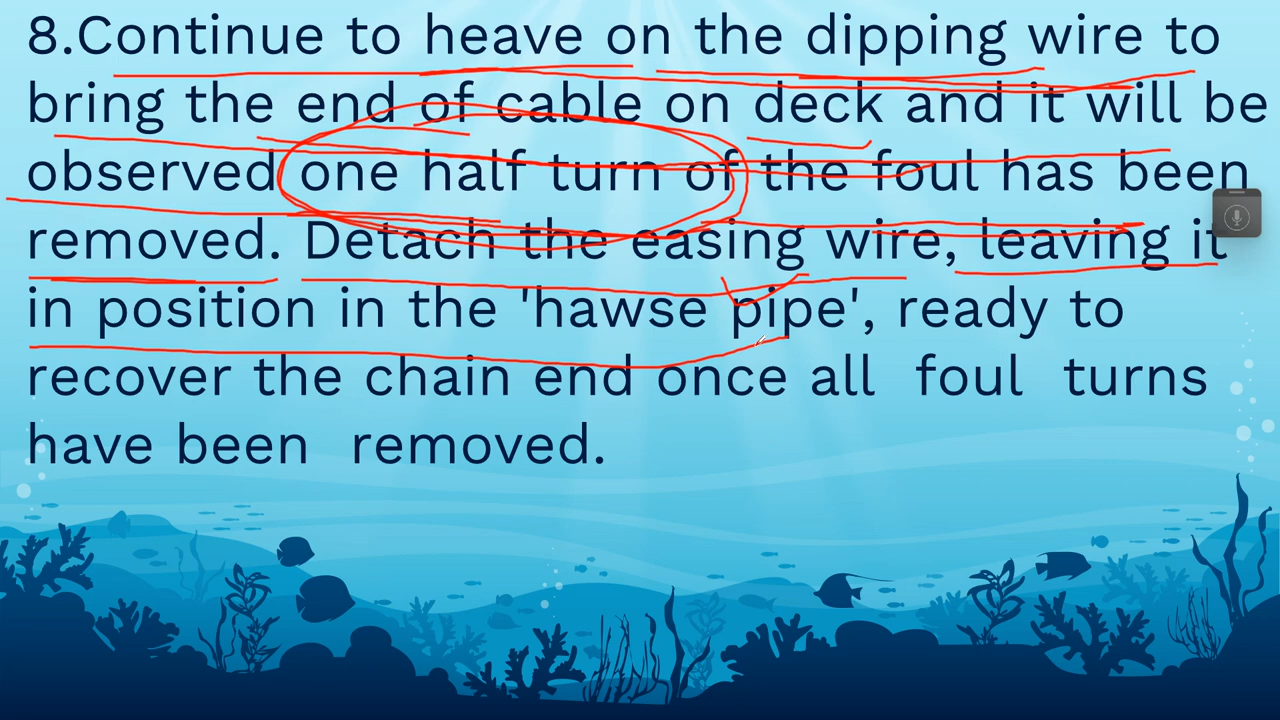 8.Continue to heave on the dipping wire to
bring the end of cable on deck and it will be
observed one half turn of the foul has been
removed. Detach the easing wire, leaving it
in position in the 'hawse pipe', ready to
recover the chain end once all foul turns
have been removed.